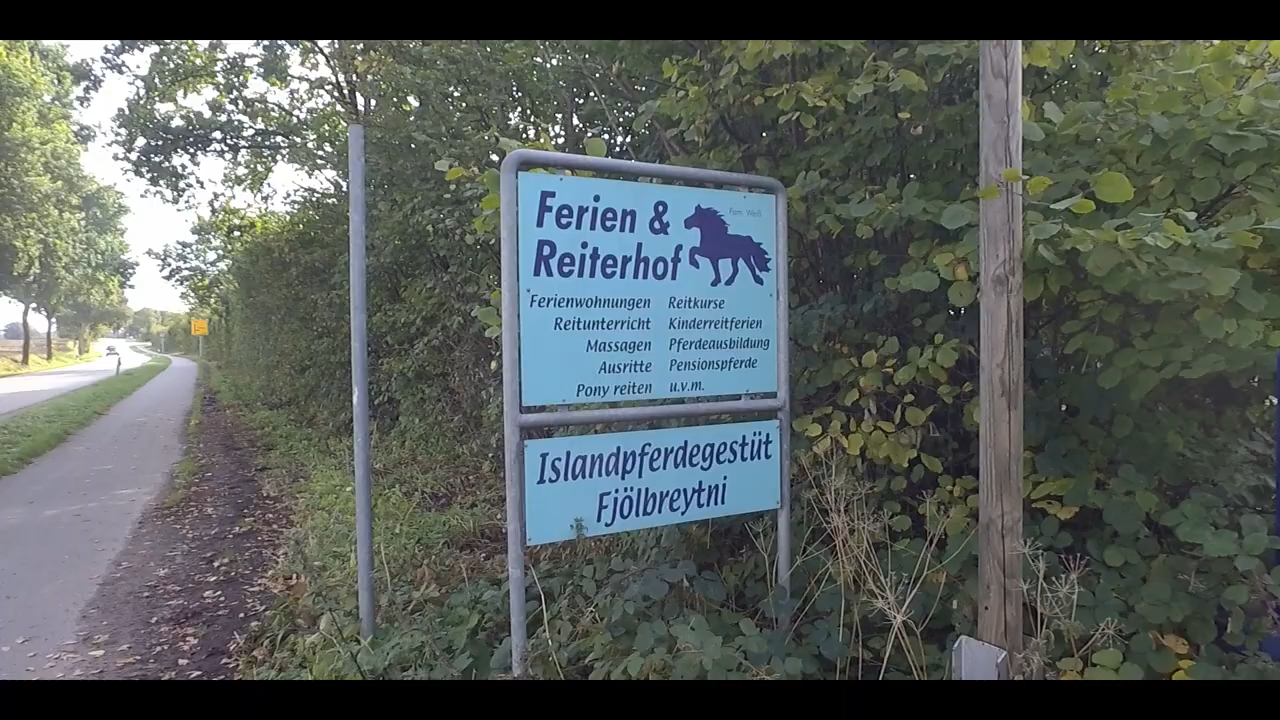 Ferien &
Reiterhof
Fam. Weiß
Ferienwohnungen Reitkurse
Reitunterricht Kinderreitferien
Massagen Pferdeausbildung
Ausritte Pensionspferde
Pony reiten u.v.m.
Islandpferdegestüt
Fjölbreytni